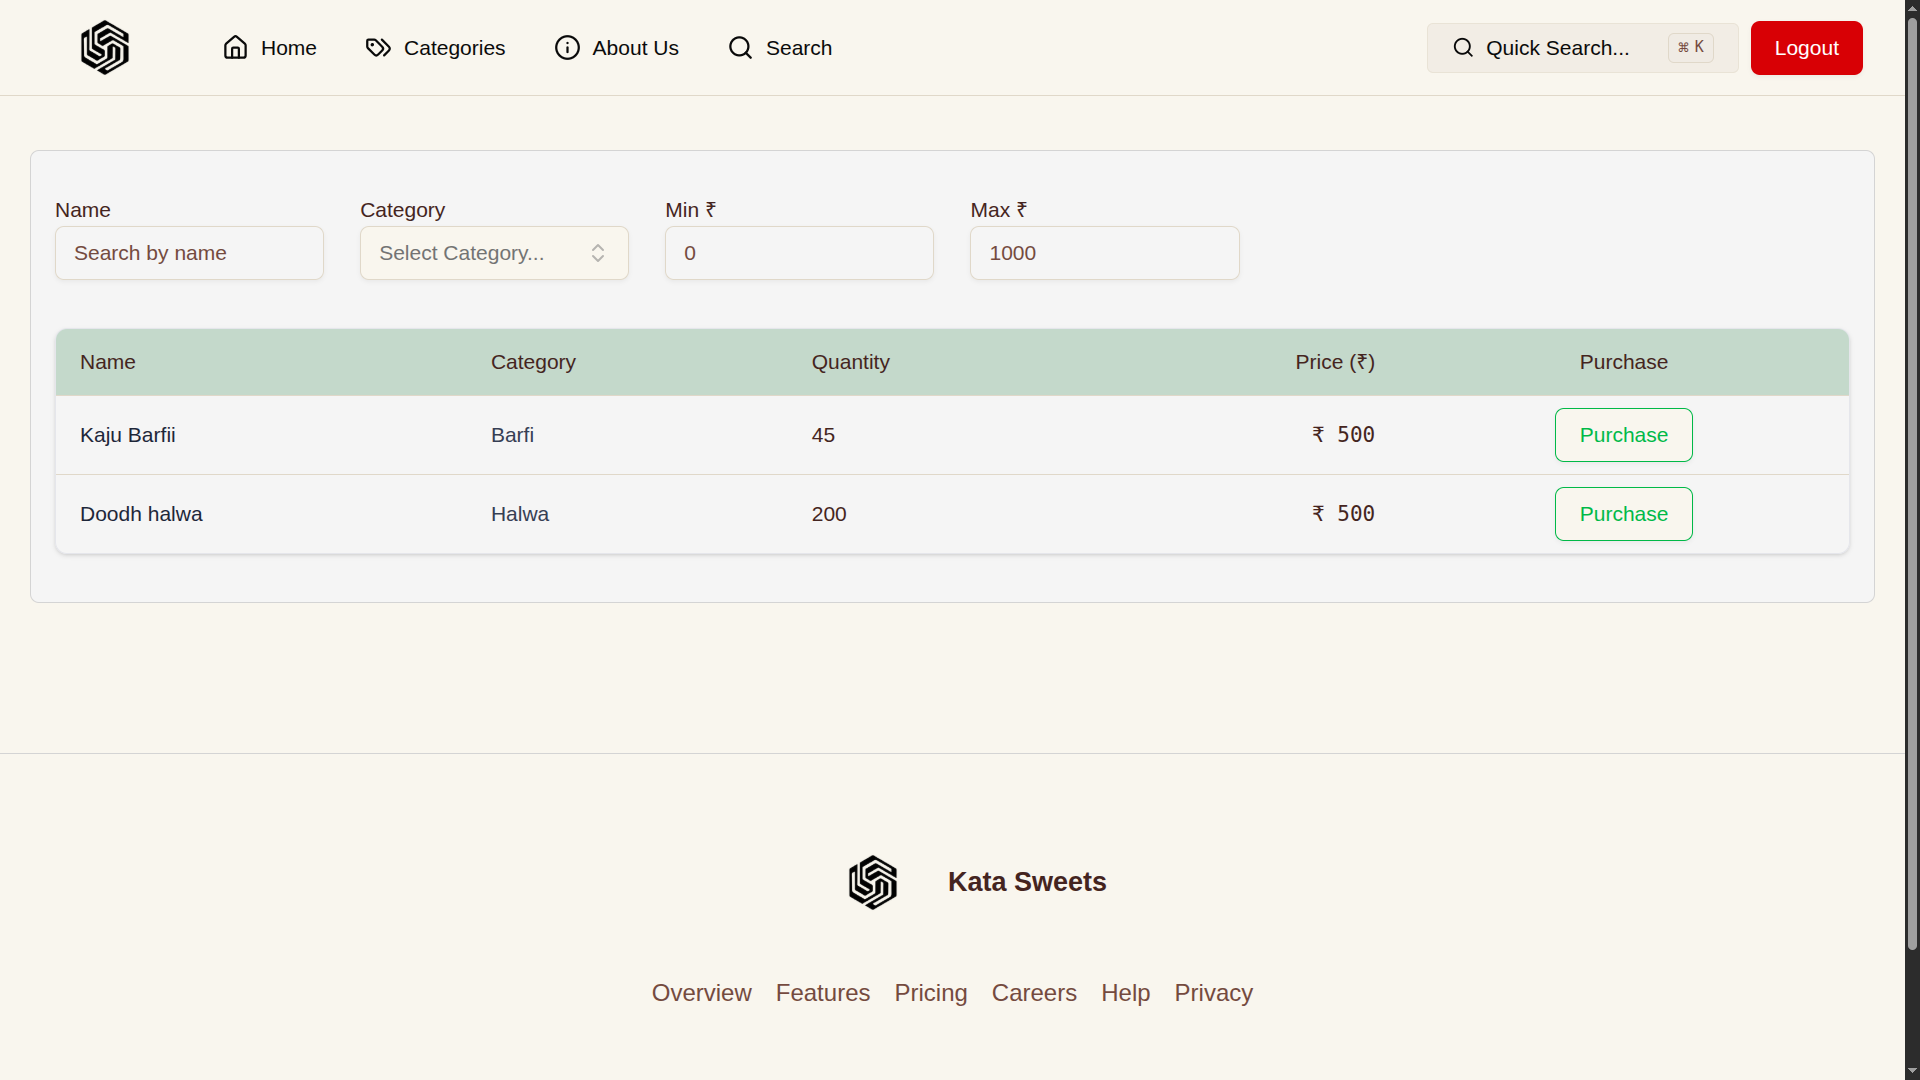 Home Categories About Us Search Quick Search... ⌘ K Logout
Name Category Min ₹ Max ₹
Search by name Select Category... 0 1000
Name Category Quantity Price (₹) Purchase
Kaju Barfii Barfi 45 ₹ 500 Purchase
Doodh halwa Halwa 200 ₹ 500 Purchase
Kata Sweets
Overview Features Pricing Careers Help Privacy